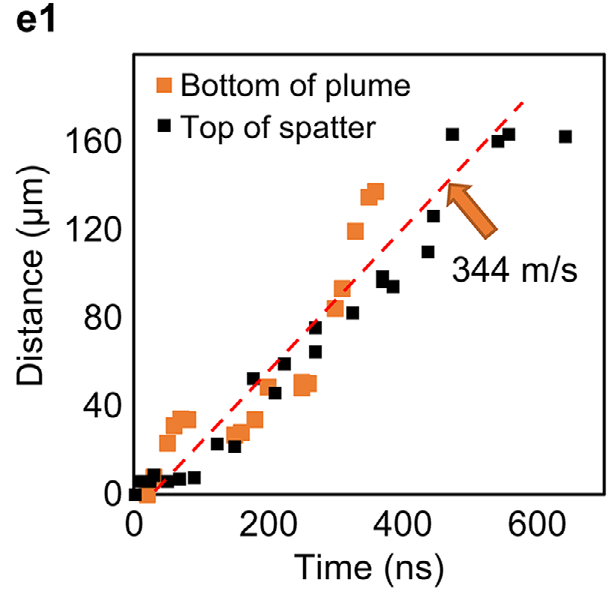 e1
Bottom of plume
Top of spatter
160
120
80
40
0
Distance (μm)
344 m/s
0 200 400 600
Time (ns)